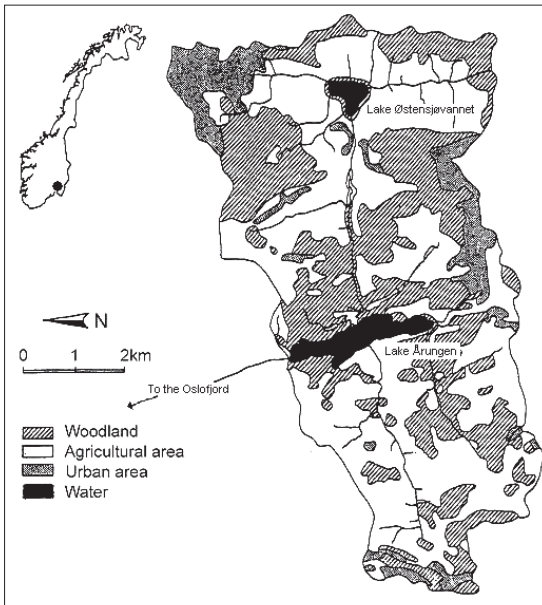 Lake Østensjøvannet
N
0 1 2km
Lake Årungen
To the Oslofjord
Woodland
Agricultural area
Urban area
Water